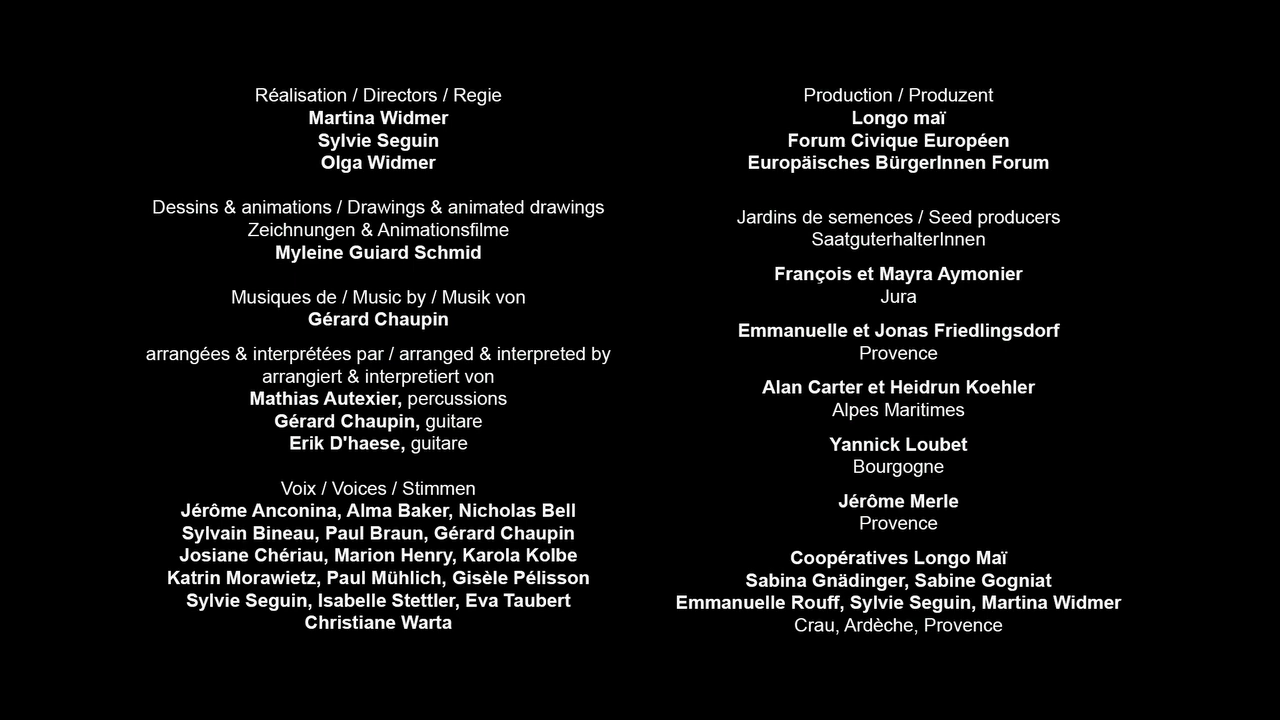 Réalisation / Directors / Regie
Martina Widmer
Sylvie Seguin
Olga Widmer
Dessins & animations / Drawings & animated drawings
Zeichnungen & Animationsfilme
Myleine Guiard Schmid
Musiques de / Music by / Musik von
Gérard Chaupin
arrangées & interprétées par / arranged & interpreted by
arrangiert & interpretiert von
Mathias Autexier, percussions
Gérard Chaupin, guitare
Erik D'haese, guitare
Voix / Voices / Stimmen
Jérôme Anconina, Alma Baker, Nicholas Bell
Sylvain Bineau, Paul Braun, Gérard Chaupin
Josiane Chériau, Marion Henry, Karola Kolbe
Katrin Morawietz, Paul Mühlich, Gisèle Pélisson
Sylvie Seguin, Isabelle Stettler, Eva Taubert
Christiane Warta
Production / Produzent
Longo maï
Forum Civique Européen
Europäisches BürgerInnen Forum
Jardins de semences / Seed producers
SaatguterhalterInnen
François et Mayra Aymonier
Jura
Emmanuelle et Jonas Friedlingsdorf
Provence
Alan Carter et Heidrun Koehler
Alpes Maritimes
Yannick Loubet
Bourgogne
Jérôme Merle
Provence
Coopératives Longo Maï
Sabina Gnädinger, Sabine Gogniat
Emmanuelle Rouff, Sylvie Seguin, Martina Widmer
Crau, Ardèche, Provence